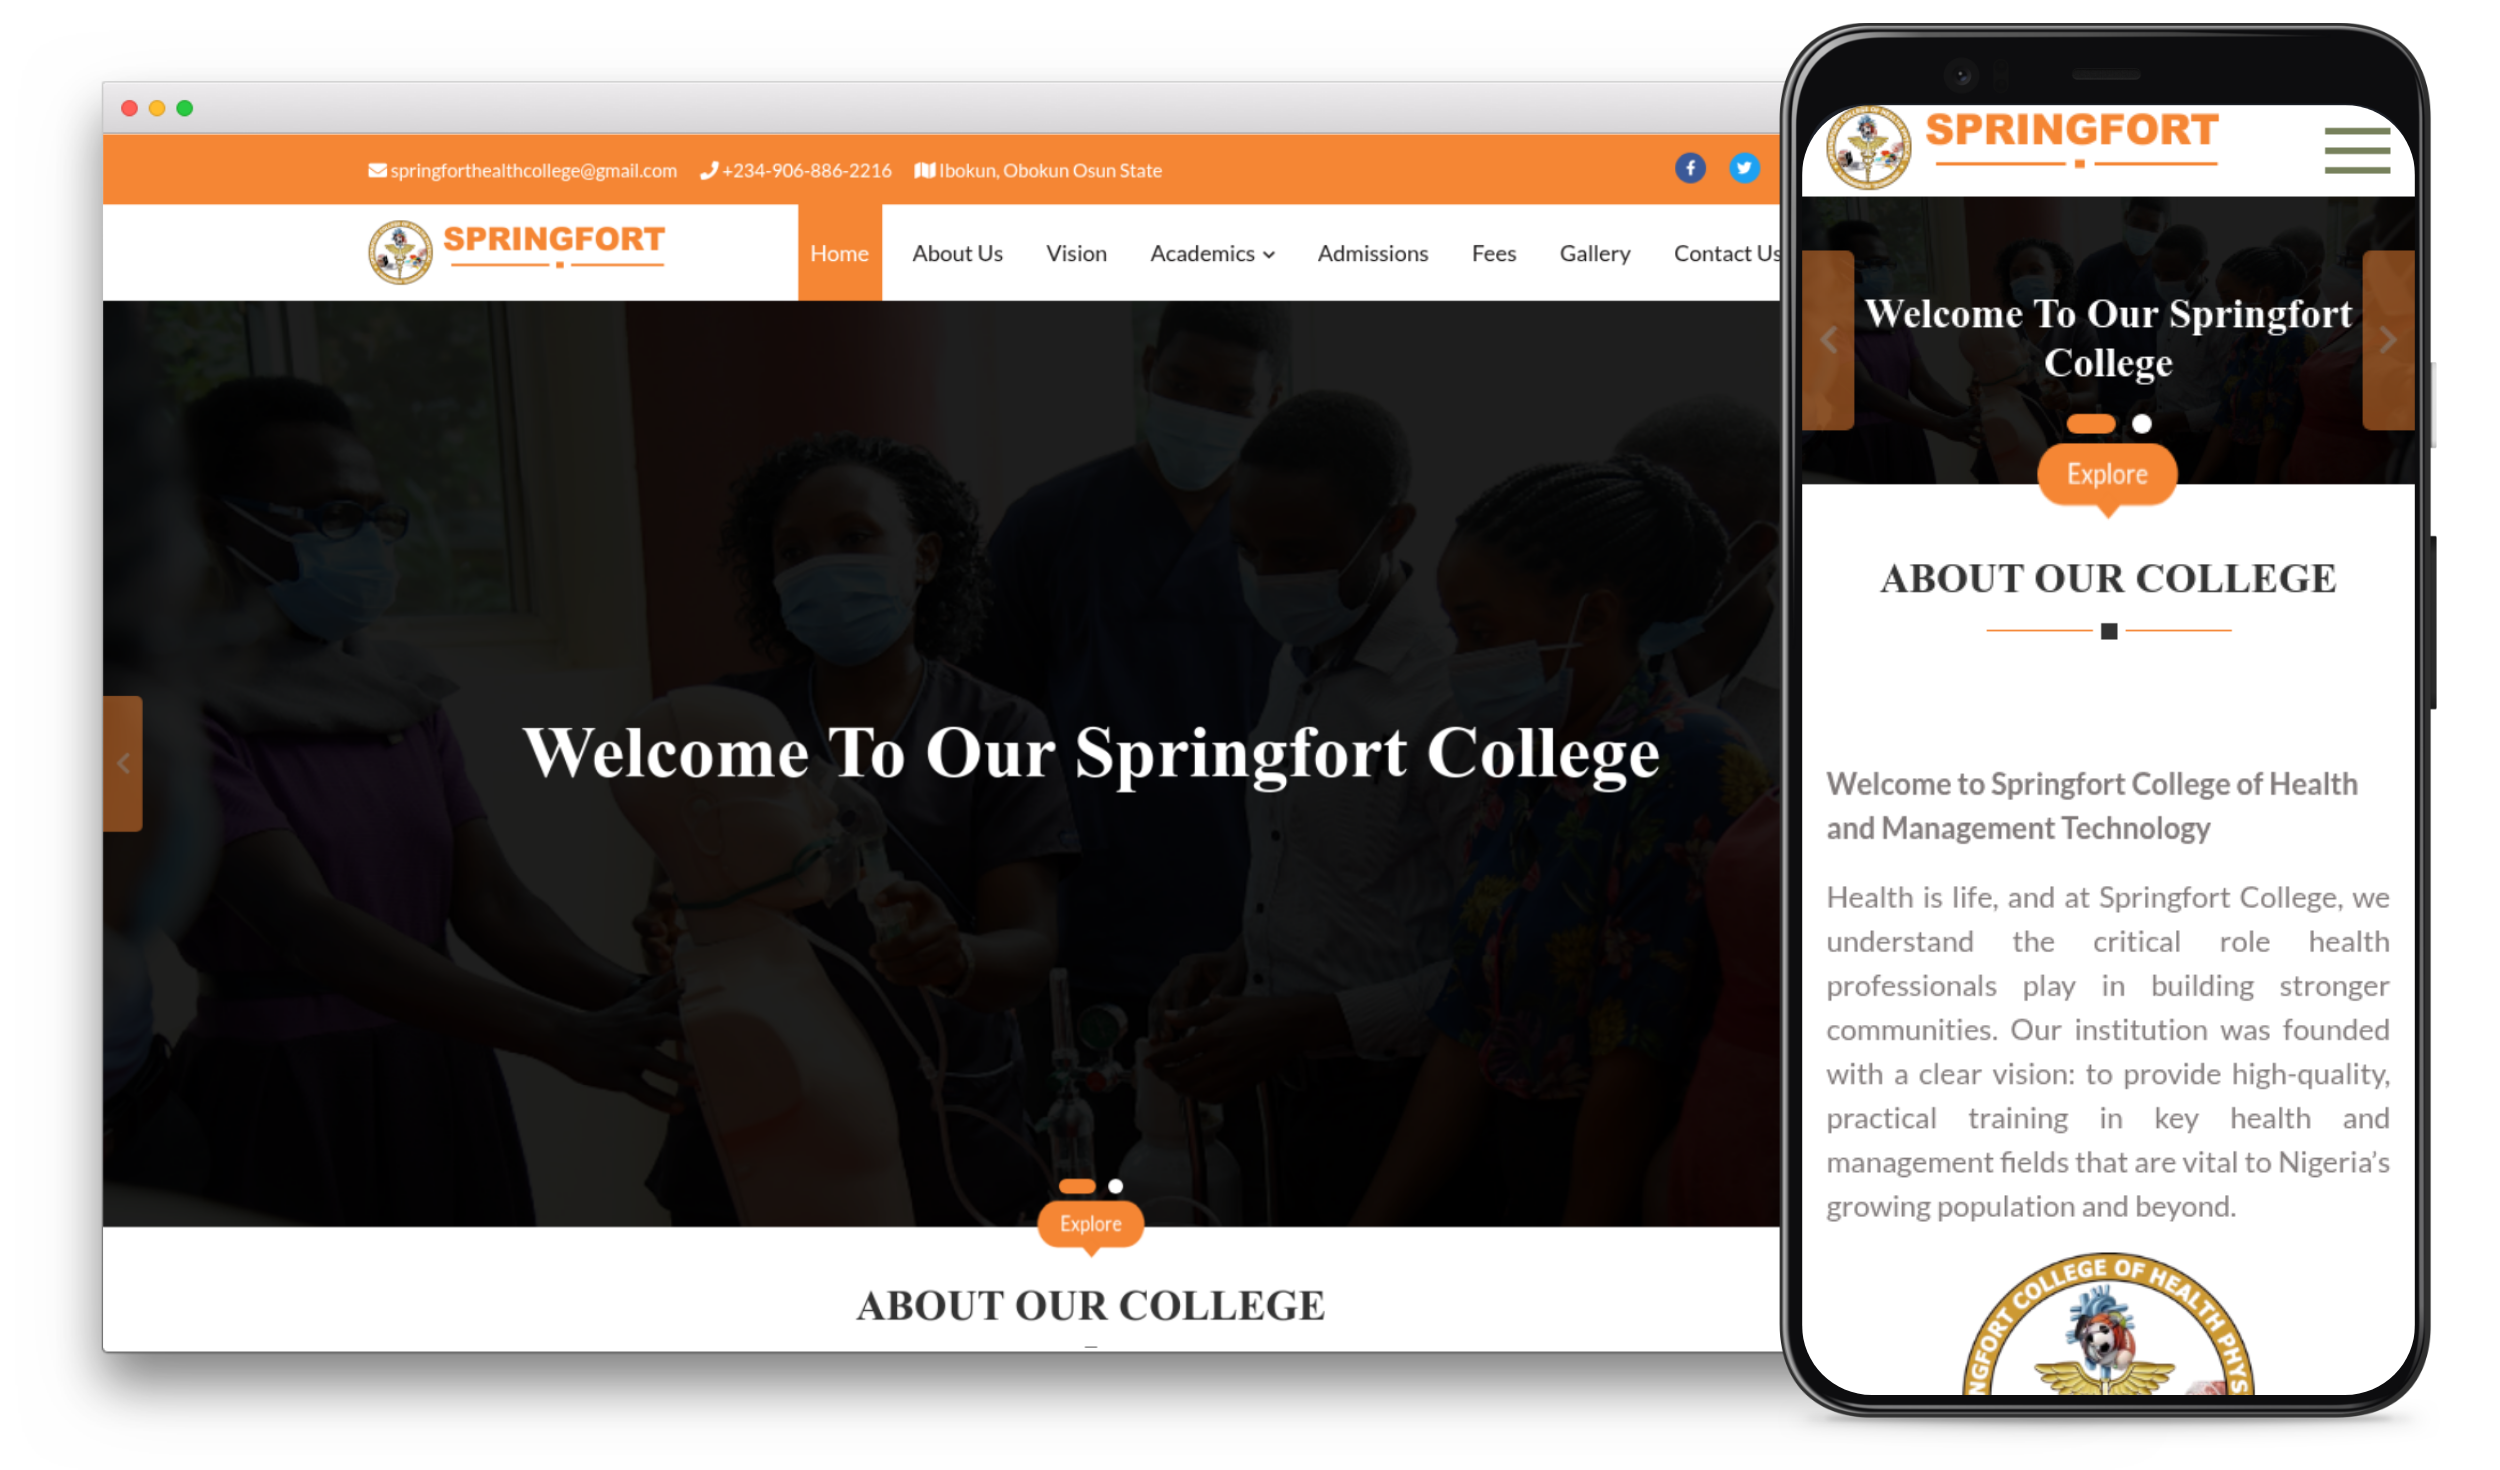 springforthealthcollege@gmail.com +234-906-886-2216 Ibokun, Obokun Osun State
SPRINGFORT
Home About Us Vision Academics Admissions Fees Gallery Contact Us
Welcome To Our Springfort College
Explore
ABOUT OUR COLLEGE
SPRINGFORT
Welcome To Our Springfort
College
Explore
ABOUT OUR COLLEGE
Welcome to Springfort College of Health
and Management Technology
Health is life, and at Springfort College, we
understand the critical role health
professionals play in building stronger
communities. Our institution was founded
with a clear vision: to provide high-quality,
practical training in key health and
management fields that are vital to Nigeria’s
growing population and beyond.
NGFORT COLLEGE OF HEALTH PHYS